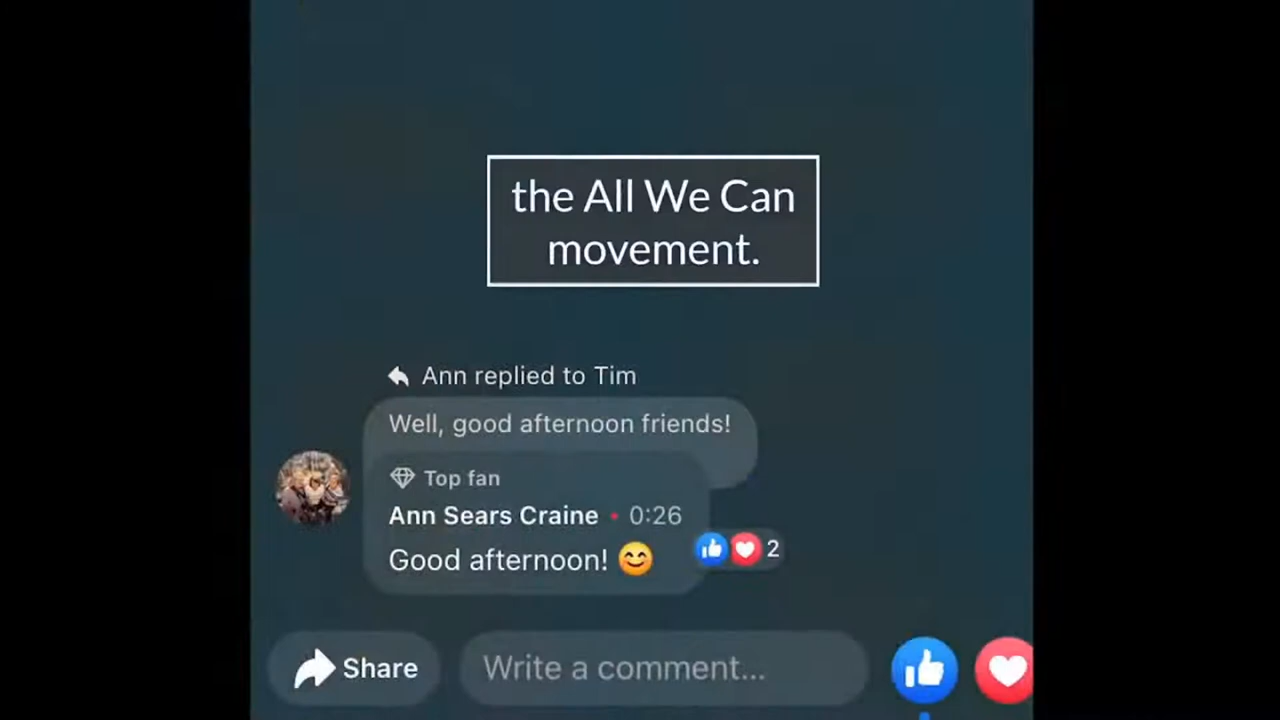 the All We Can
movement.
Ann replied to Tim
Well, good afternoon friends!
Top fan
Ann Sears Craine • 0:26
Good afternoon! 😊
2
Share
Write a comment...